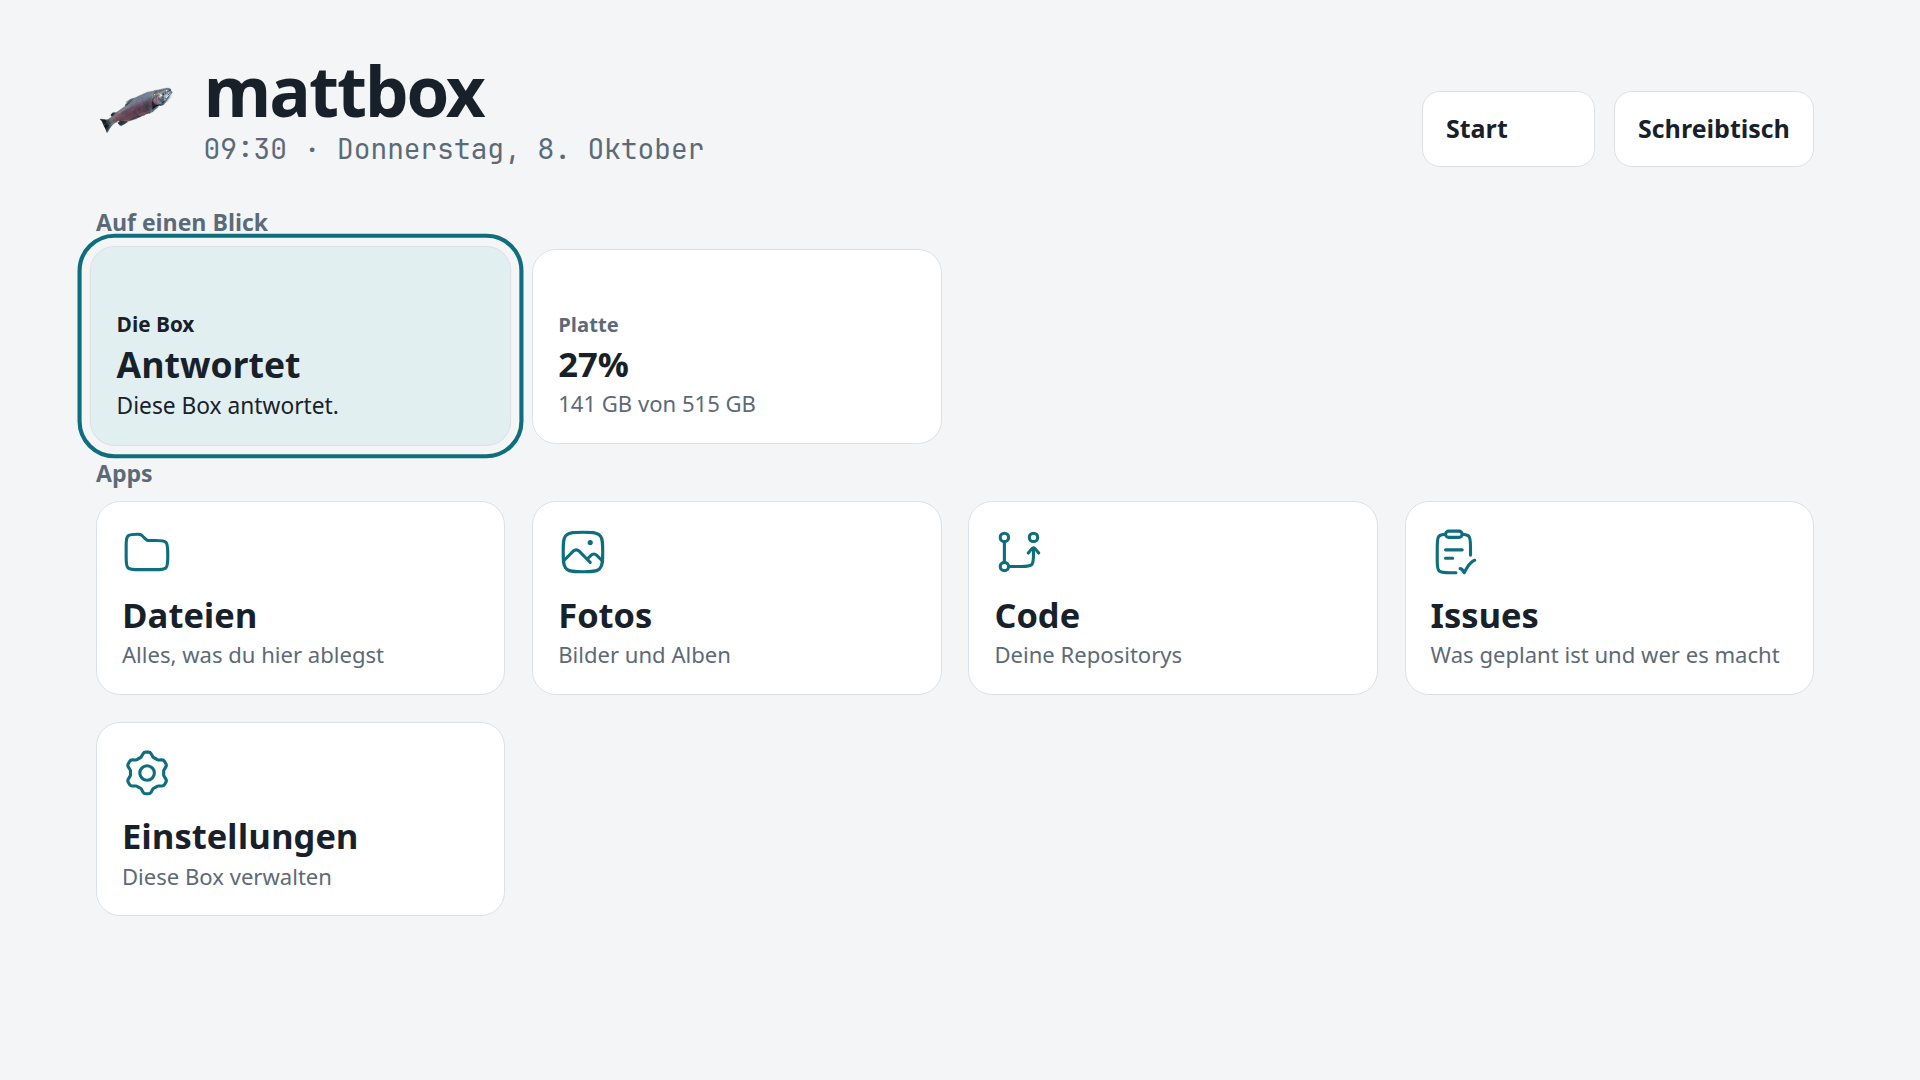 mattbox
09:30 · Donnerstag, 8. Oktober
Start
Schreibtisch
Auf einen Blick
Die Box
Antwortet
Diese Box antwortet.
Platte
27%
141 GB von 515 GB
Apps
Dateien
Alles, was du hier ablegst
Fotos
Bilder und Alben
Code
Deine Repositorys
Issues
Was geplant ist und wer es macht
Einstellungen
Diese Box verwalten